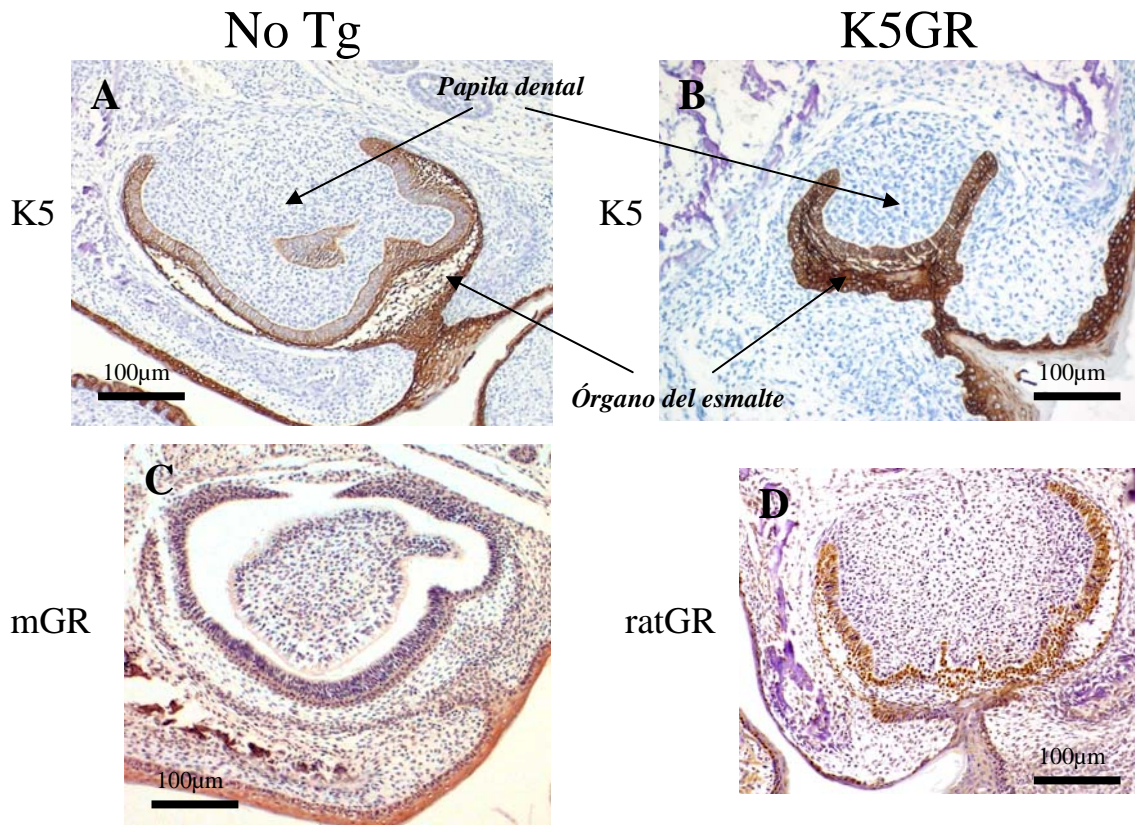 No Tg
K5GR
A
Papila dental
B
K5
K5
100µm
Órgano del esmalte
100µm
C
D
mGR
ratGR
100µm
100µm